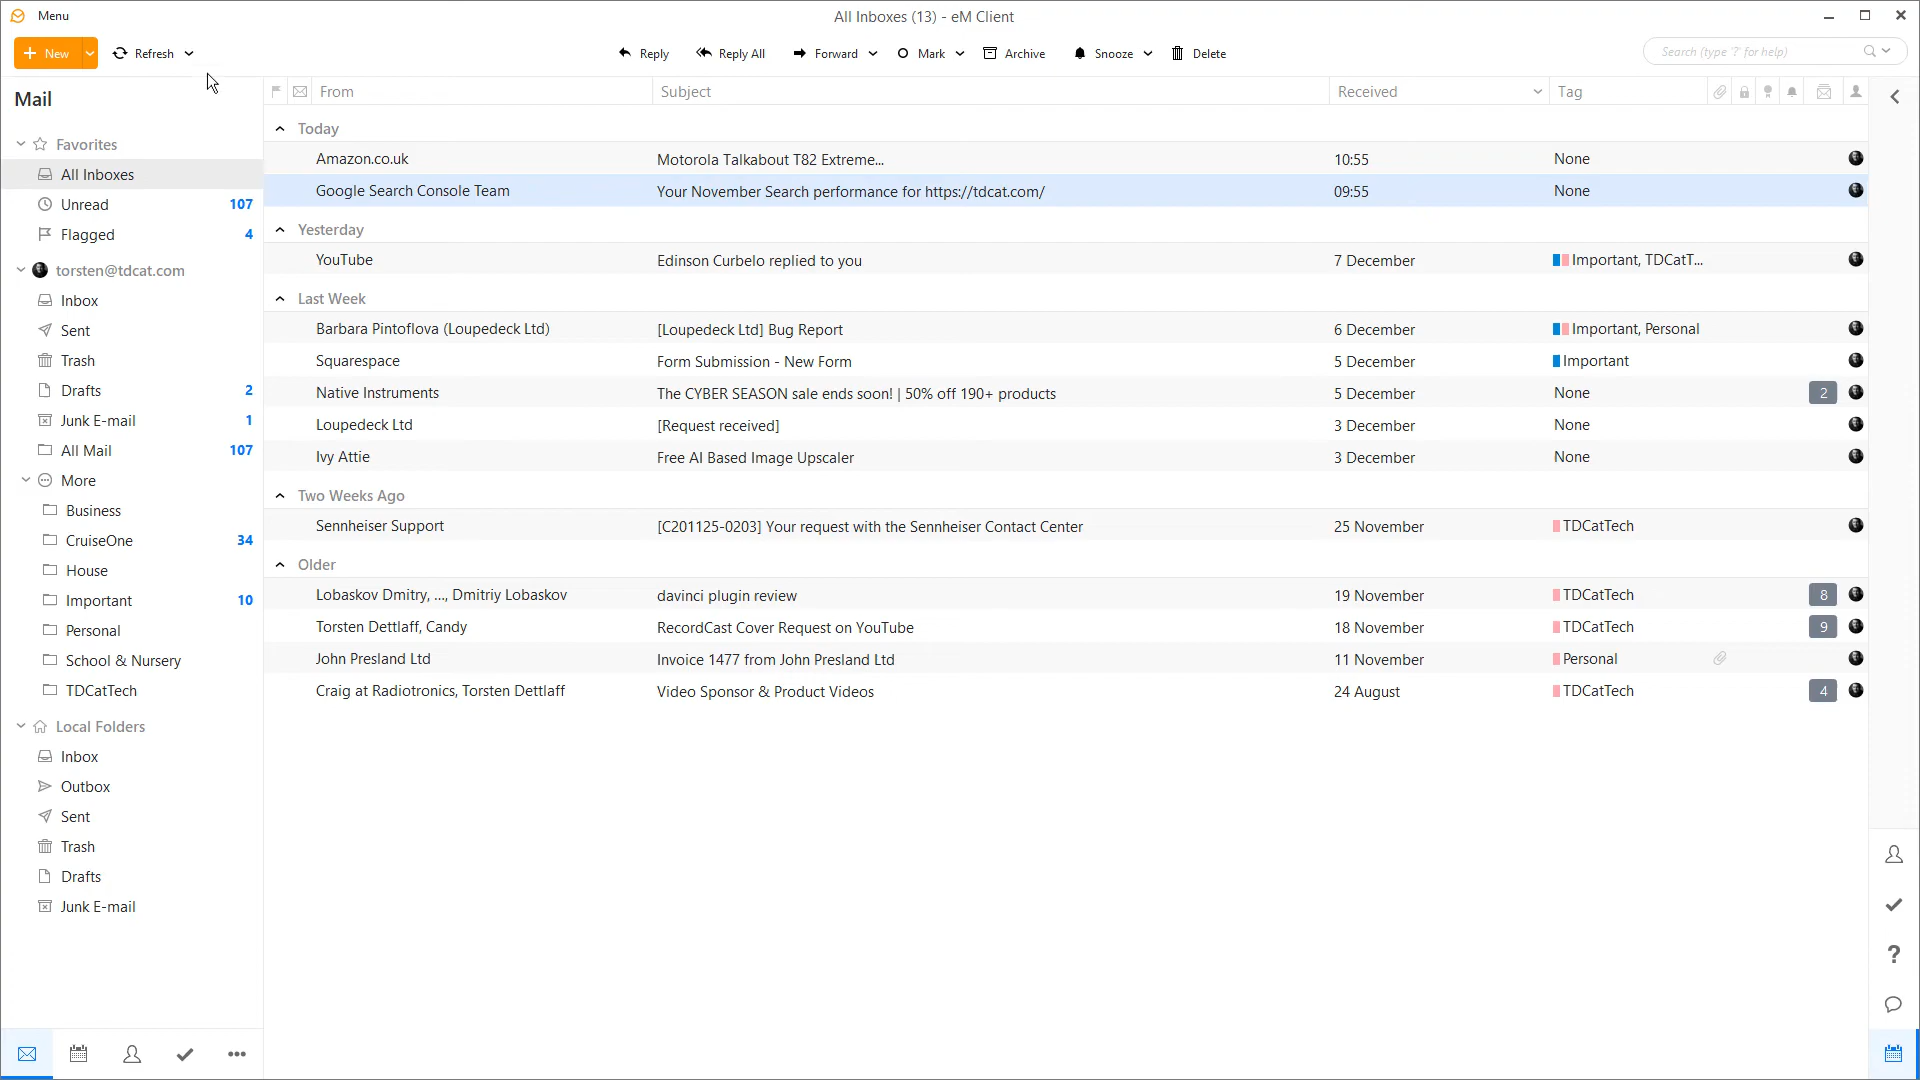 Menu
All Inboxes (13) - eM Client
New
Refresh
Reply
Reply All
Forward
Mark
Archive
Snooze
Delete
Search (type '?' for help)
Mail
From Subject Received Tag
Favorites
All Inboxes
Unread 107
Flagged 4
torsten@tdcat.com
Inbox
Sent
Trash
Drafts 2
Junk E-mail 1
All Mail 107
More
Business
CruiseOne 34
House
Important 10
Personal
School & Nursery
TDCatTech
Local Folders
Inbox
Outbox
Sent
Trash
Drafts
Junk E-mail
Today
Amazon.co.uk Motorola Talkabout T82 Extreme... 10:55 None
Google Search Console Team Your November Search performance for https://tdcat.com/ 09:55 None
Yesterday
YouTube Edinson Curbelo replied to you 7 December Important, TDCatT...
Last Week
Barbara Pintoflova (Loupedeck Ltd) [Loupedeck Ltd] Bug Report 6 December Important, Personal
Squarespace Form Submission - New Form 5 December Important
Native Instruments The CYBER SEASON sale ends soon! | 50% off 190+ products 5 December None 2
Loupedeck Ltd [Request received] 3 December None
Ivy Attie Free AI Based Image Upscaler 3 December None
Two Weeks Ago
Sennheiser Support [C201125-0203] Your request with the Sennheiser Contact Center 25 November TDCatTech
Older
Lobaskov Dmitry, ..., Dmitriy Lobaskov davinci plugin review 19 November TDCatTech 8
Torsten Dettlaff, Candy RecordCast Cover Request on YouTube 18 November TDCatTech 9
John Presland Ltd Invoice 1477 from John Presland Ltd 11 November Personal
Craig at Radiotronics, Torsten Dettlaff Video Sponsor & Product Videos 24 August TDCatTech 4